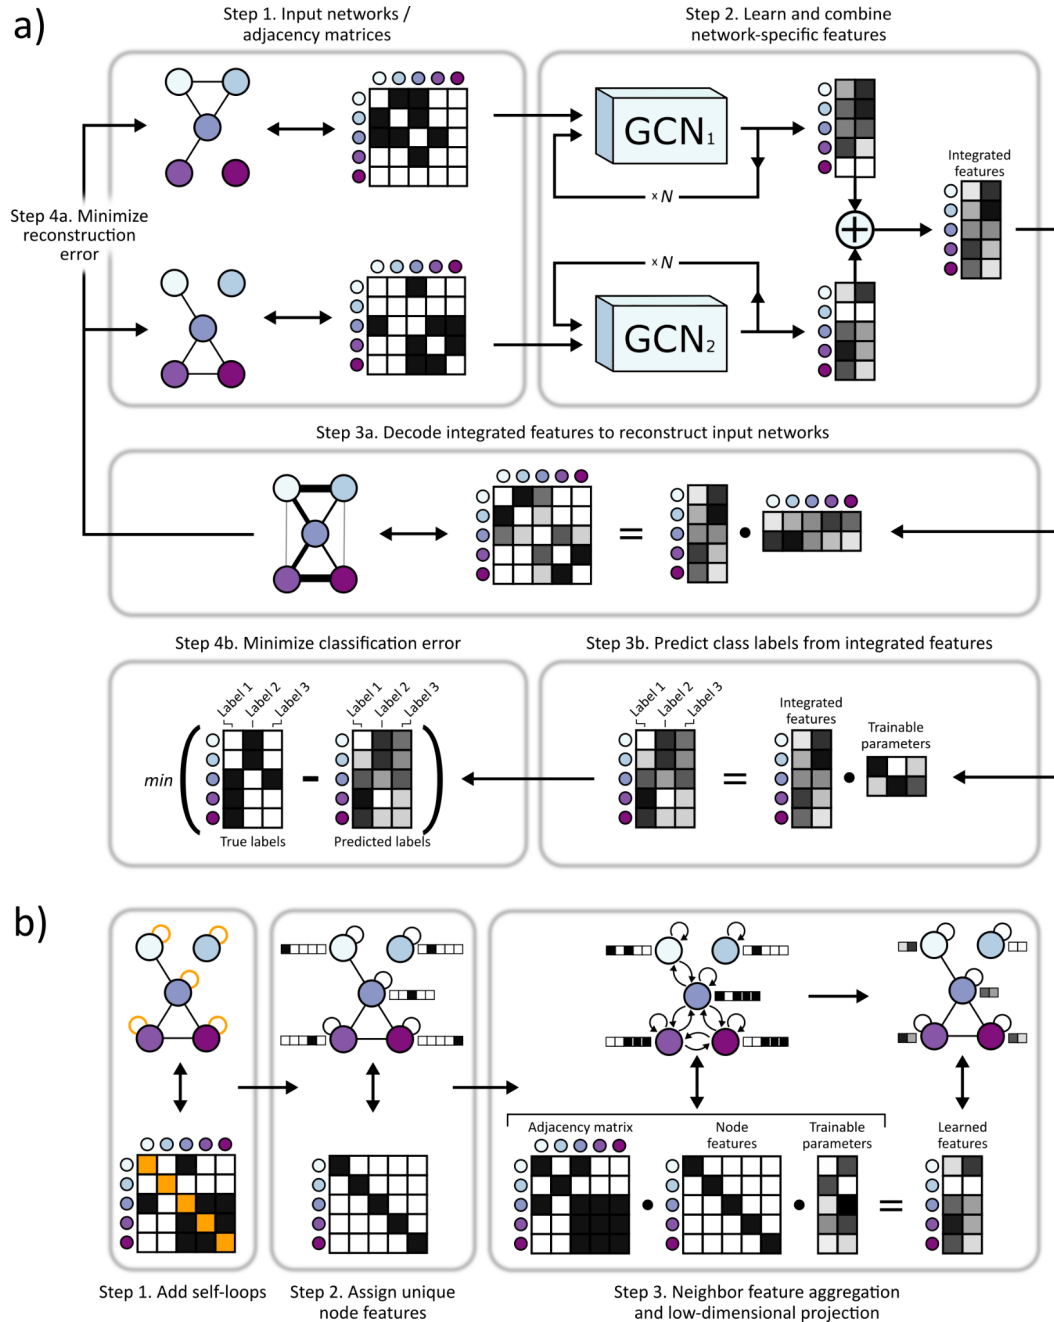 a)
Step 1. Input networks /
adjacency matrices
Step 2. Learn and combine
network-specific features
GCN1
x N
Integrated
features
Step 4a. Minimize
reconstruction
error
x N
GCN2
Step 3a. Decode integrated features to reconstruct input networks
=
Step 4b. Minimize classification error
Step 3b. Predict class labels from integrated features
Label 1
Label 2
Label 3
Label 1
Label 2
Label 3
min
-
True labels
Predicted labels
Label 1
Label 2
Label 3
=
Integrated
features
Trainable
parameters
b)
Adjacency matrix
Node
features
Trainable
parameters
=
Learned
features
Step 1. Add self-loops
Step 2. Assign unique
node features
Step 3. Neighbor feature aggregation
and low-dimensional projection